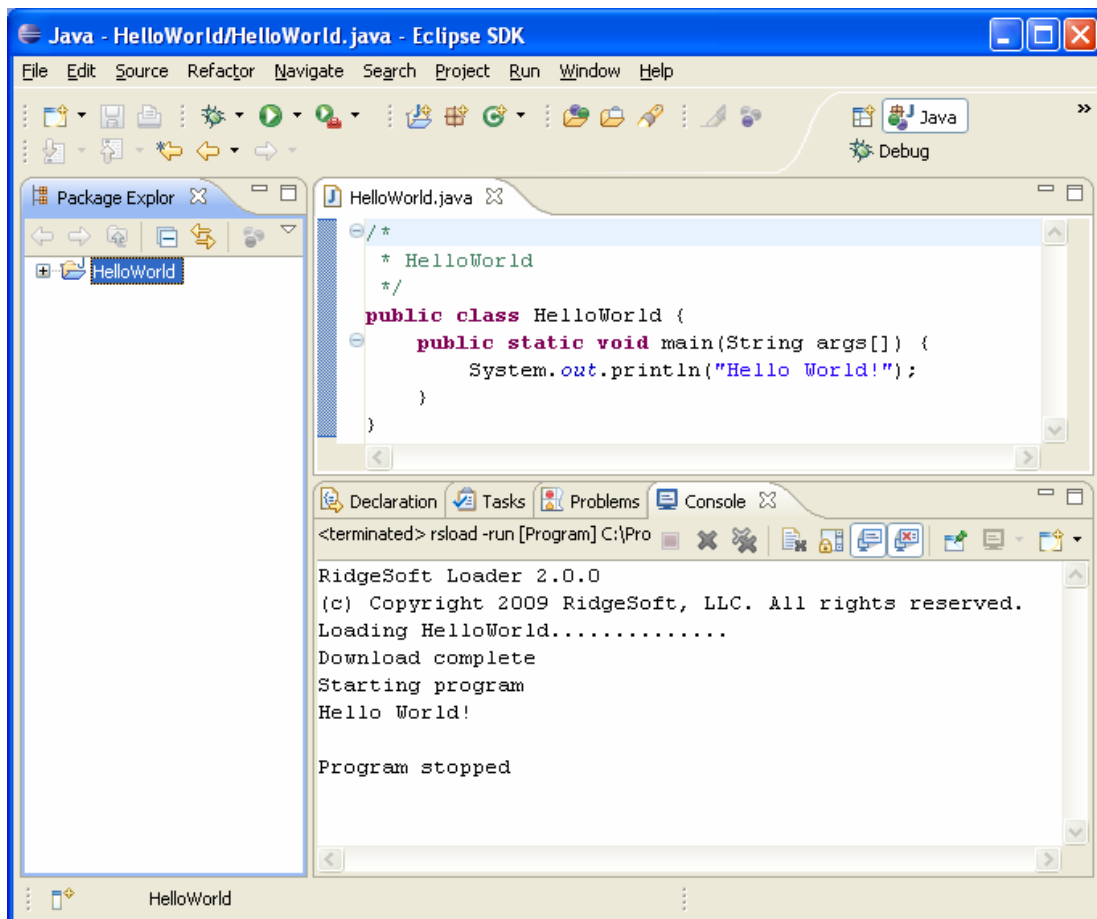 Java - HelloWorld/HelloWorld.java - Eclipse SDK
File Edit Source Refactor Navigate Search Project Run Window Help
Java
Debug
Package Explor
HelloWorld
HelloWorld.java
/*
* HelloWorld
*/
public class HelloWorld {
public static void main(String args[]) {
System.out.println("Hello World!");
}
}
Declaration Tasks Problems Console
<terminated> rsload -run [Program] C:\Pro
RidgeSoft Loader 2.0.0
(c) Copyright 2009 RidgeSoft, LLC. All rights reserved.
Loading HelloWorld..............
Download complete
Starting program
Hello World!
Program stopped
HelloWorld